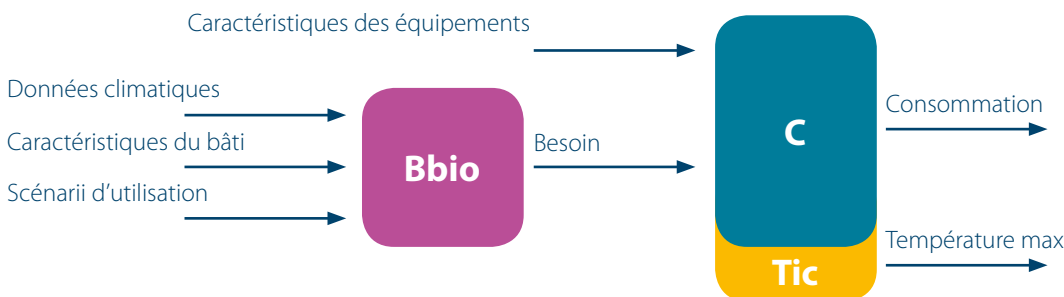 Caractéristiques des équipements
Données climatiques
Caractéristiques du bâti
Scénarii d'utilisation
Bbio
Besoin
C
Consommation
Tic
Température max